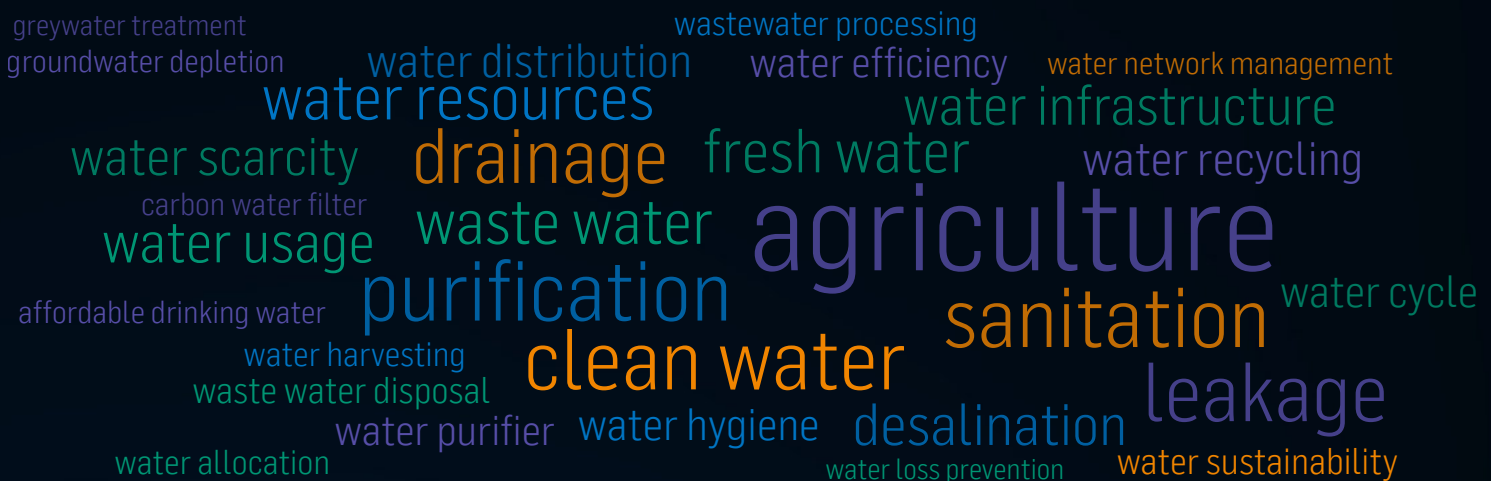 greywater treatment
wastewater processing
groundwater depletion
water distribution
water efficiency
water network management
water resources
water infrastructure
water scarcity
drainage
fresh water
water recycling
carbon water filter
water usage
waste water
agriculture
purification
sanitation
water cycle
affordable drinking water
water harvesting
clean water
waste water disposal
leakage
water purifier
water hygiene
desalination
water allocation
water loss prevention
water sustainability